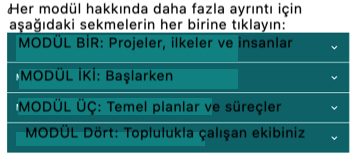 Her modül hakkında daha fazla ayrıntı için
aşağıdaki sekmelerin her birine tıklayın:
MODÜL BİR: Projeler, ilkeler ve insanlar
MODÜL İKİ: Başlarken
MODÜL ÜÇ: Temel planlar ve süreçler
MODÜL Dört: Toplulukla çalışan ekibiniz